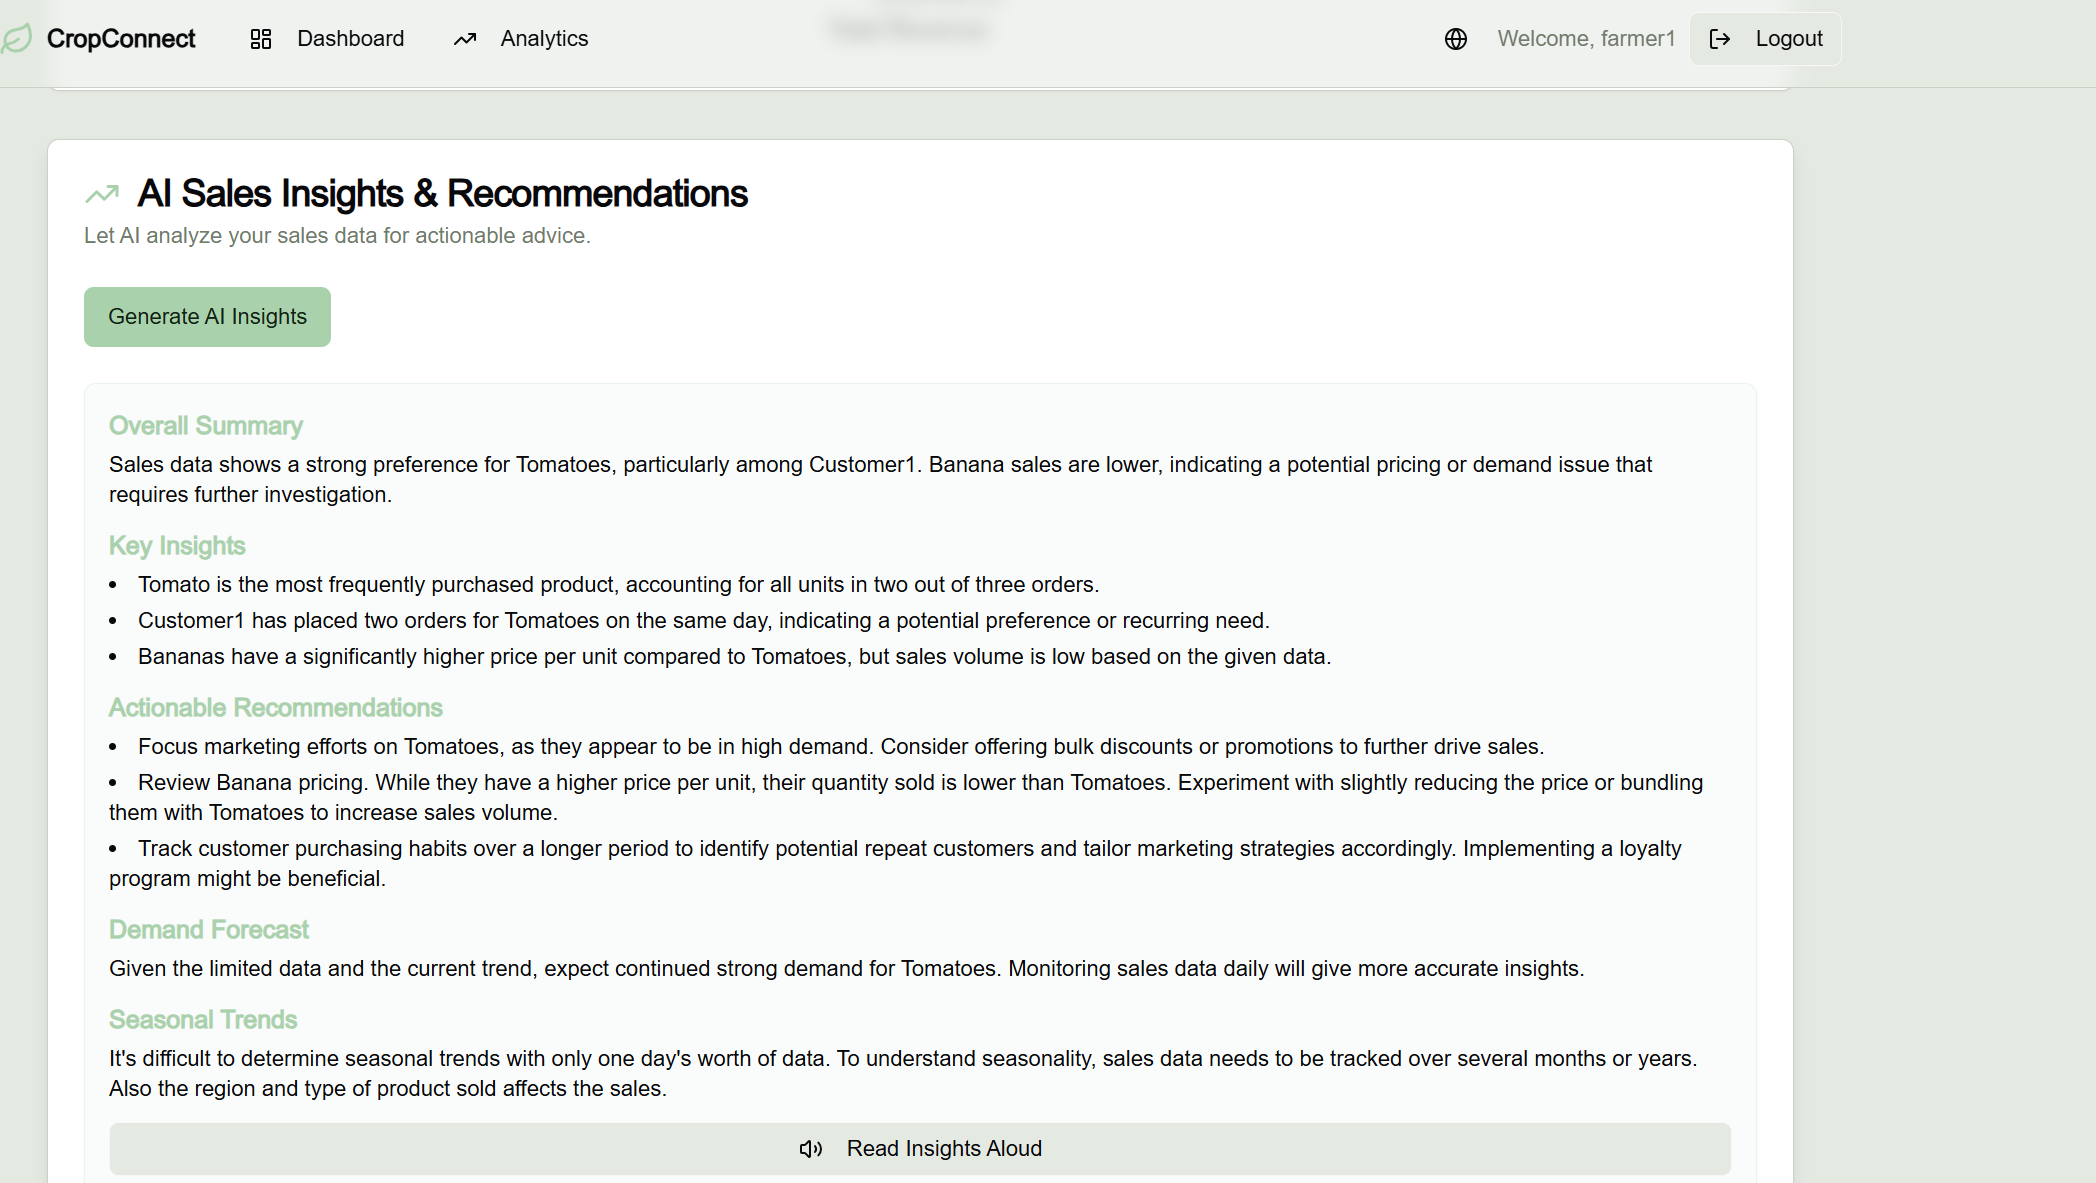 CropConnect Dashboard Analytics Welcome, farmer1 Logout
AI Sales Insights & Recommendations
Let AI analyze your sales data for actionable advice.
Generate AI Insights
Overall Summary
Sales data shows a strong preference for Tomatoes, particularly among Customer1. Banana sales are lower, indicating a potential pricing or demand issue that
requires further investigation.
Key Insights
• Tomato is the most frequently purchased product, accounting for all units in two out of three orders.
• Customer1 has placed two orders for Tomatoes on the same day, indicating a potential preference or recurring need.
• Bananas have a significantly higher price per unit compared to Tomatoes, but sales volume is low based on the given data.
Actionable Recommendations
• Focus marketing efforts on Tomatoes, as they appear to be in high demand. Consider offering bulk discounts or promotions to further drive sales.
• Review Banana pricing. While they have a higher price per unit, their quantity sold is lower than Tomatoes. Experiment with slightly reducing the price or bundling
them with Tomatoes to increase sales volume.
• Track customer purchasing habits over a longer period to identify potential repeat customers and tailor marketing strategies accordingly. Implementing a loyalty
program might be beneficial.
Demand Forecast
Given the limited data and the current trend, expect continued strong demand for Tomatoes. Monitoring sales data daily will give more accurate insights.
Seasonal Trends
It's difficult to determine seasonal trends with only one day's worth of data. To understand seasonality, sales data needs to be tracked over several months or years.
Also the region and type of product sold affects the sales.
Read Insights Aloud